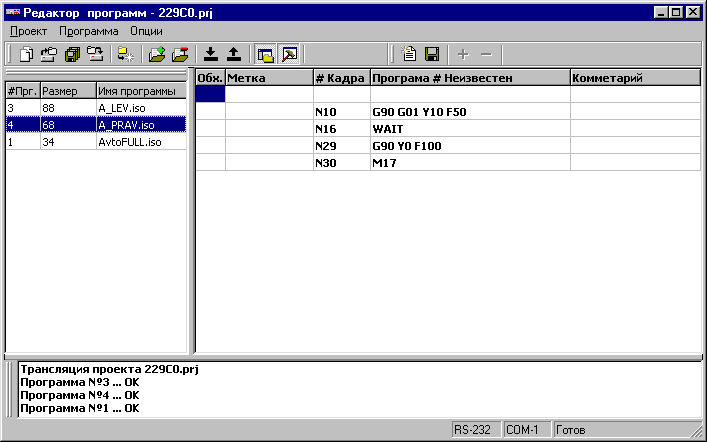 Редактор программ - 229C0.prj
Проект Программа Опции
#Прг. Размер Имя программы
3 88 A_LEV.iso
4 68 A_PRAV.iso
1 34 AvtoFULL.iso
Обж. Метка # Кадра Програма # Неизвестен Комметарий
N10 G90 G01 Y10 F50
N16 WAIT
N29 G90 Y0 F100
N30 M17
Трансляция проекта 229C0.prj
Программа №3 ... OK
Программа №4 ... OK
Программа №1 ... OK
RS-232 COM-1 Готов